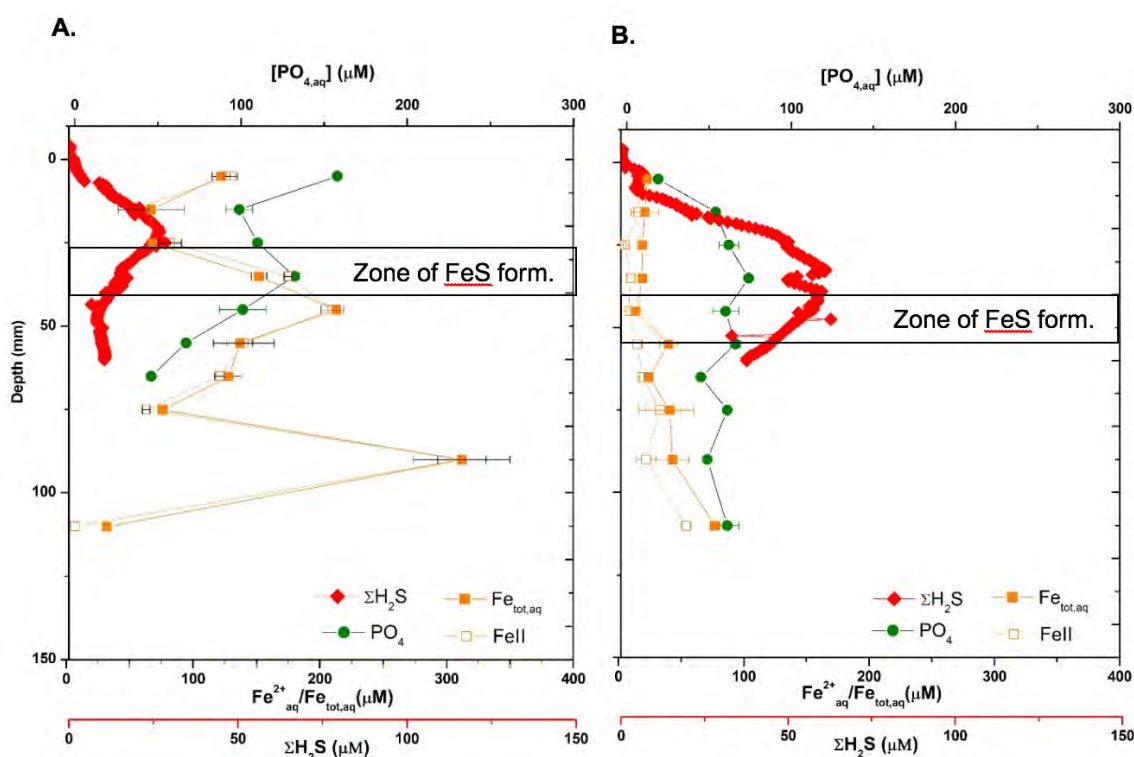 A.
[PO4,aq] (μM)
0 100 200 300
0
50
100
150
Depth (mm)
Zone of FeS form.
ΣH2S
PO4
Fetot,aq
FeII
0 100 200 300 400
Fe2+aq/Fetot,aq(μM)
0 50 100 150
ΣH2S (μM)
B.
[PO4,aq] (μM)
0 100 200 300
Zone of FeS form.
ΣH2S
PO4
Fetot,aq
FeII
0 100 200 300 400
Fe2+aq/Fetot,aq(μM)
0 50 100 150
ΣH2S (μM)